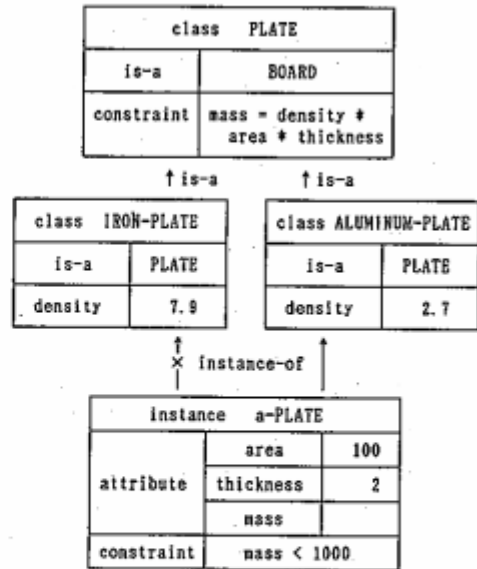 class PLATE
is-a BOARD
constraint mass = density *
area * thickness
↑ is-a ↑ is-a
class IRON-PLATE class ALUMINUM-PLATE
is-a PLATE is-a PLATE
density 7.9 density 2.7
× instance-of
instance a-PLATE
area 100
attribute thickness 2
mass
constraint mass < 1000